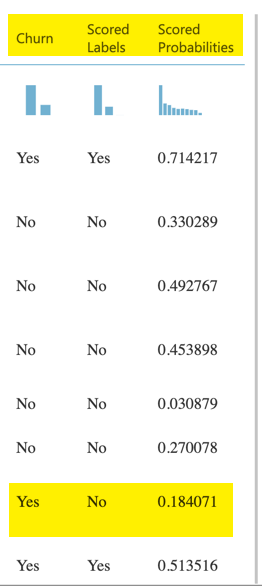 Churn Scored Labels Scored Probabilities
Yes Yes 0.714217
No No 0.330289
No No 0.492767
No No 0.453898
No No 0.030879
No No 0.270078
Yes No 0.184071
Yes Yes 0.513516